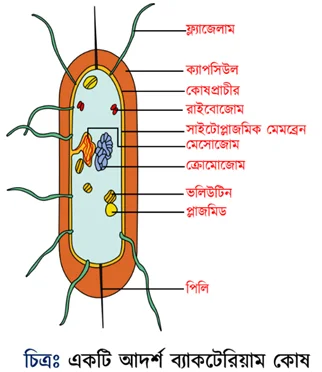 ফ্ল্যাজেলাম
ক্যাপসিউল
কোষপ্রাচীর
রাইবোজোম
সাইটোপ্লাজমিক মেমব্রেন
মেসোজোম
ক্রোমোজোম
ভলিউটিন
প্লাজমিড
পিলি
চিত্রঃ একটি আদর্শ ব্যাকটেরিয়াম কোষ